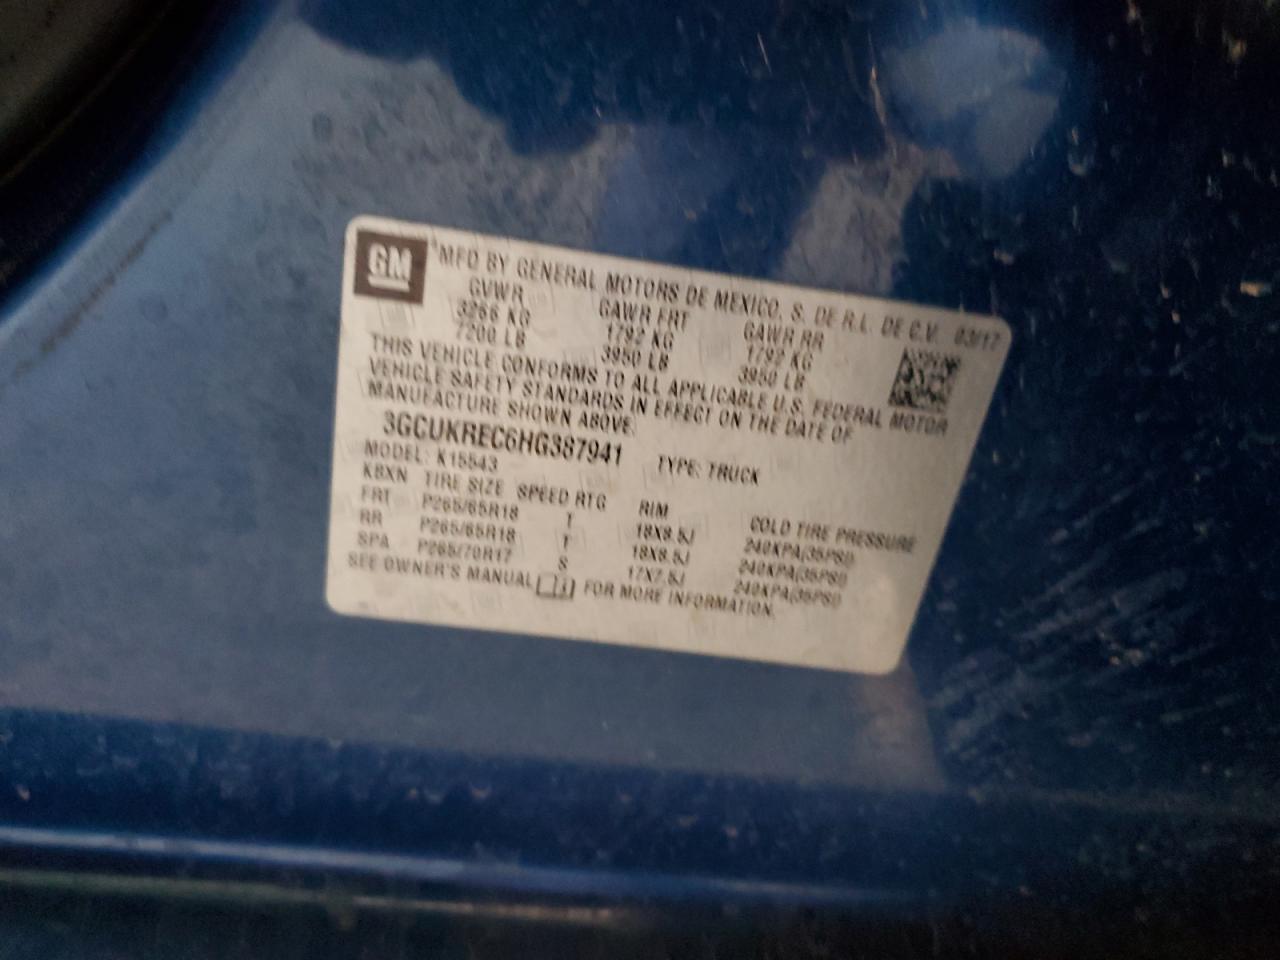 GM
MFD BY GENERAL MOTORS DE MEXICO, S. DE R.L. DE C.V. 03/17
GVWR GAWR FRT GAWR RR
3266 KG 1792 KG 1792 KG
7200 LB 3950 LB 3950 LB
THIS VEHICLE CONFORMS TO ALL APPLICABLE U.S. FEDERAL MOTOR
VEHICLE SAFETY STANDARDS IN EFFECT ON THE DATE OF
MANUFACTURE SHOWN ABOVE.
3GCUKREC6HG387941 TYPE: TRUCK
MODEL: K15543
KBXN TIRE SIZE SPEED RTG RIM COLD TIRE PRESSURE
FRT P265/65R18 T 18X8.5J 240KPA(35PSI)
RR P265/65R18 T 18X8.5J 240KPA(35PSI)
SPA P265/70R17 S 17X7.5J 240KPA(35PSI)
SEE OWNER'S MANUAL FOR MORE INFORMATION.